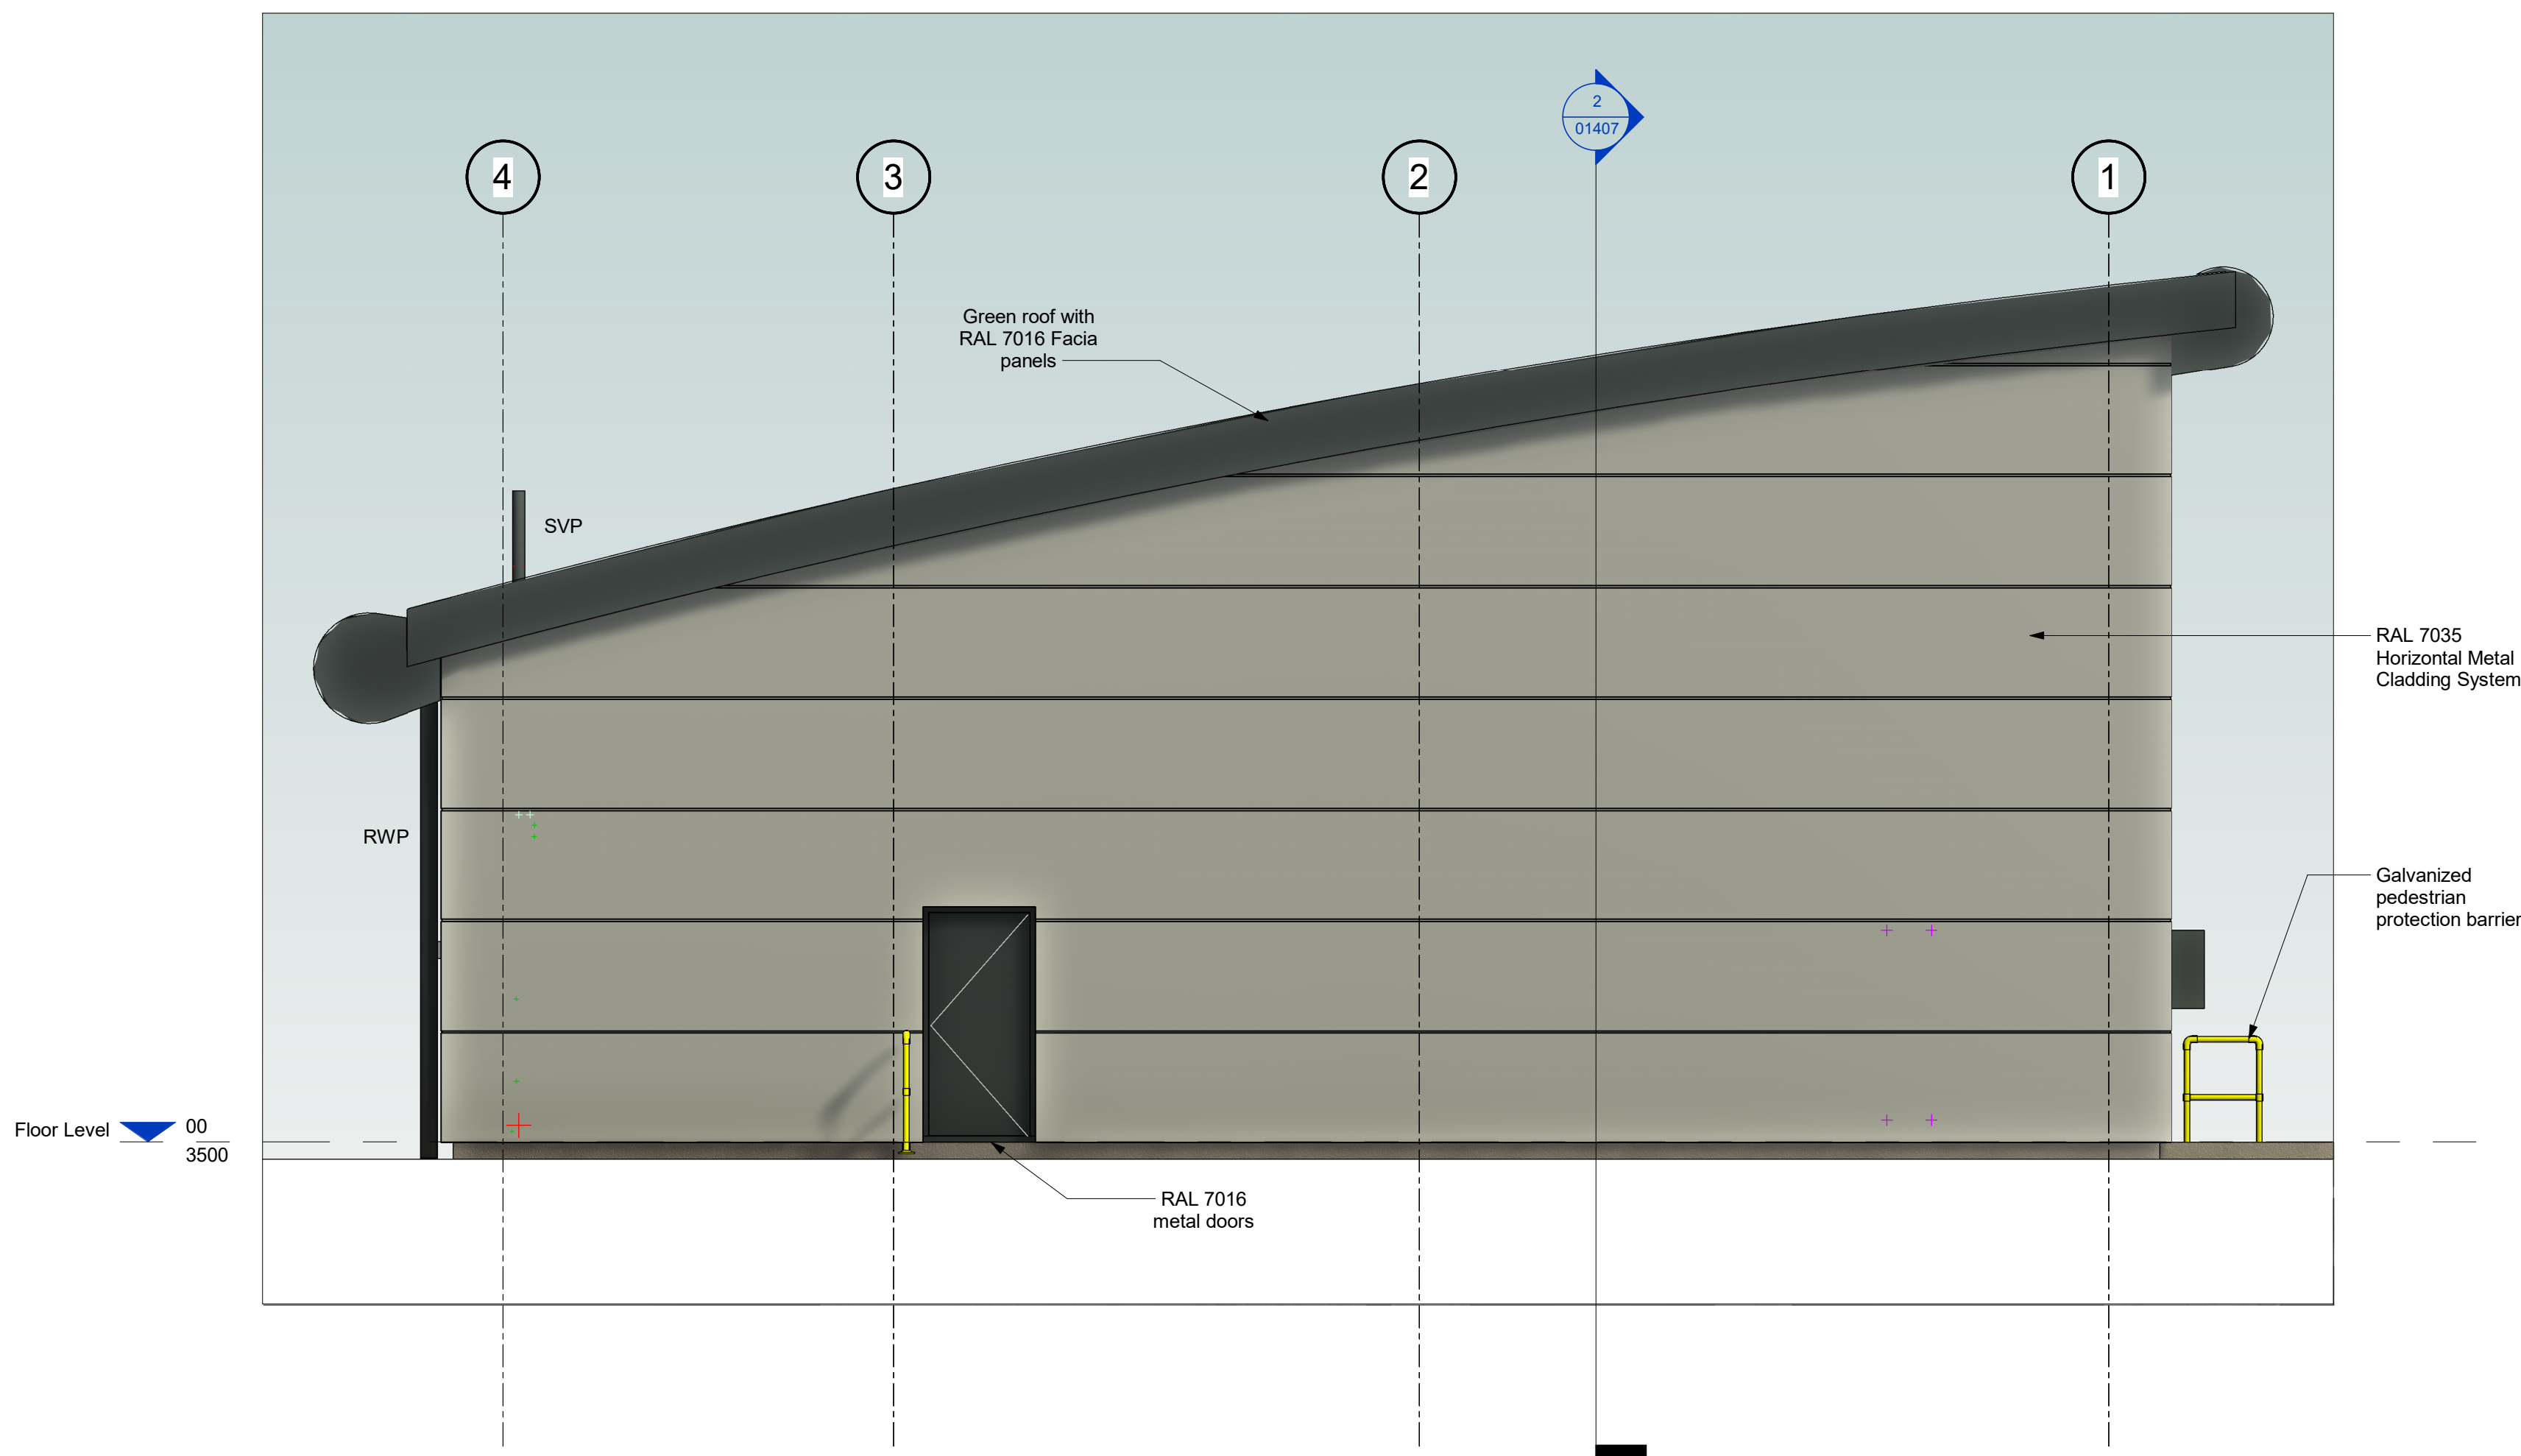 2
01407
4
3
2
1
Green roof with
RAL 7016 Facia
panels
SVP
RAL 7035
Horizontal Metal
Cladding System
RWP
Galvanized
pedestrian
protection barrier
Floor Level
00
3500
RAL 7016
metal doors